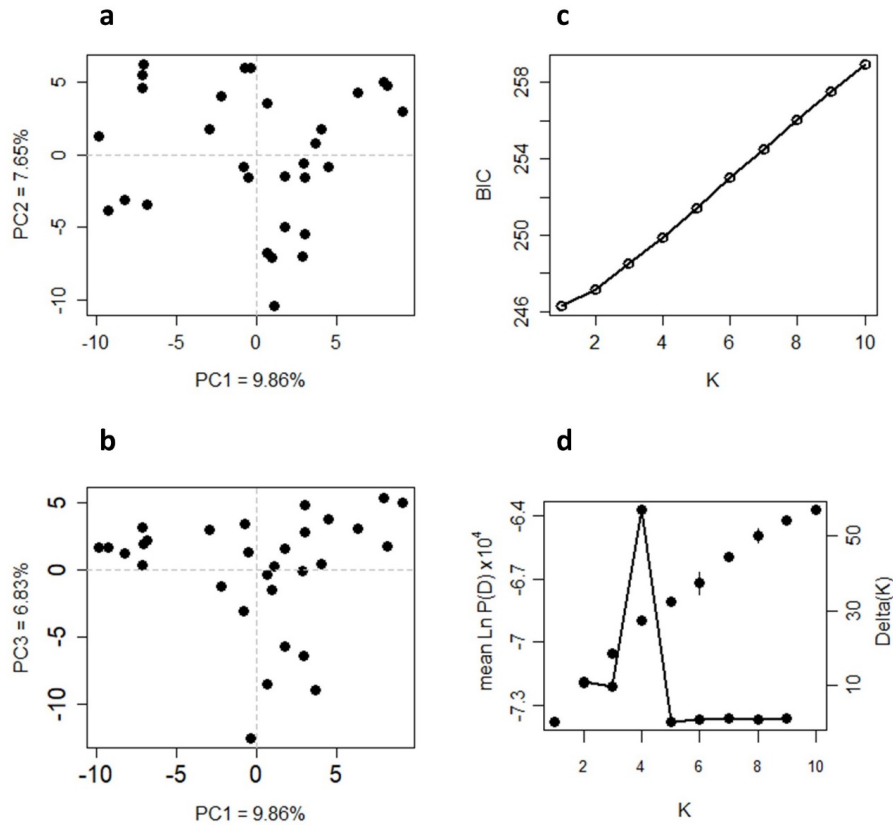 a
5
0
-5
-10
PC2 = 7.65%
-10
-5
0
5
PC1 = 9.86%
c
258
254
250
246
BIC
2
4
6
8
10
K
b
5
0
-5
-10
PC3 = 6.83%
-10
-5
0
5
PC1 = 9.86%
d
-6.4
-6.7
-7
-7.3
mean Ln P(D) x10⁴
50
30
10
Delta(K)
2
4
6
8
10
K